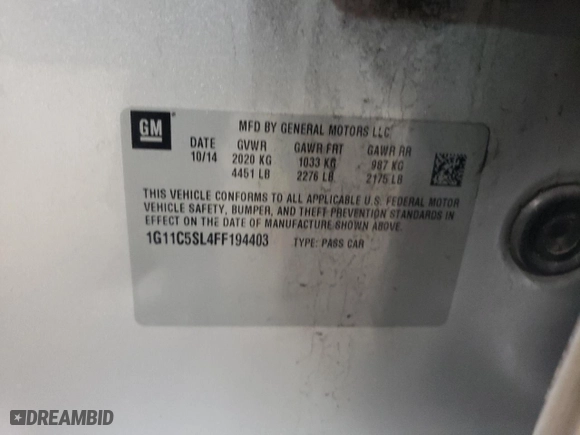 GM
MFD BY GENERAL MOTORS LLC
DATE GVWR GAWR FRT GAWR RR
10/14 2020 KG 1033 KG 987 KG
4451 LB 2276 LB 2175 LB
THIS VEHICLE CONFORMS TO ALL APPLICABLE U.S. FEDERAL MOTOR
VEHICLE SAFETY, BUMPER, AND THEFT PREVENTION STANDARDS IN
EFFECT ON THE DATE OF MANUFACTURE SHOWN ABOVE.
1G11C5SL4FF194403 TYPE: PASS CAR
DREAMBID